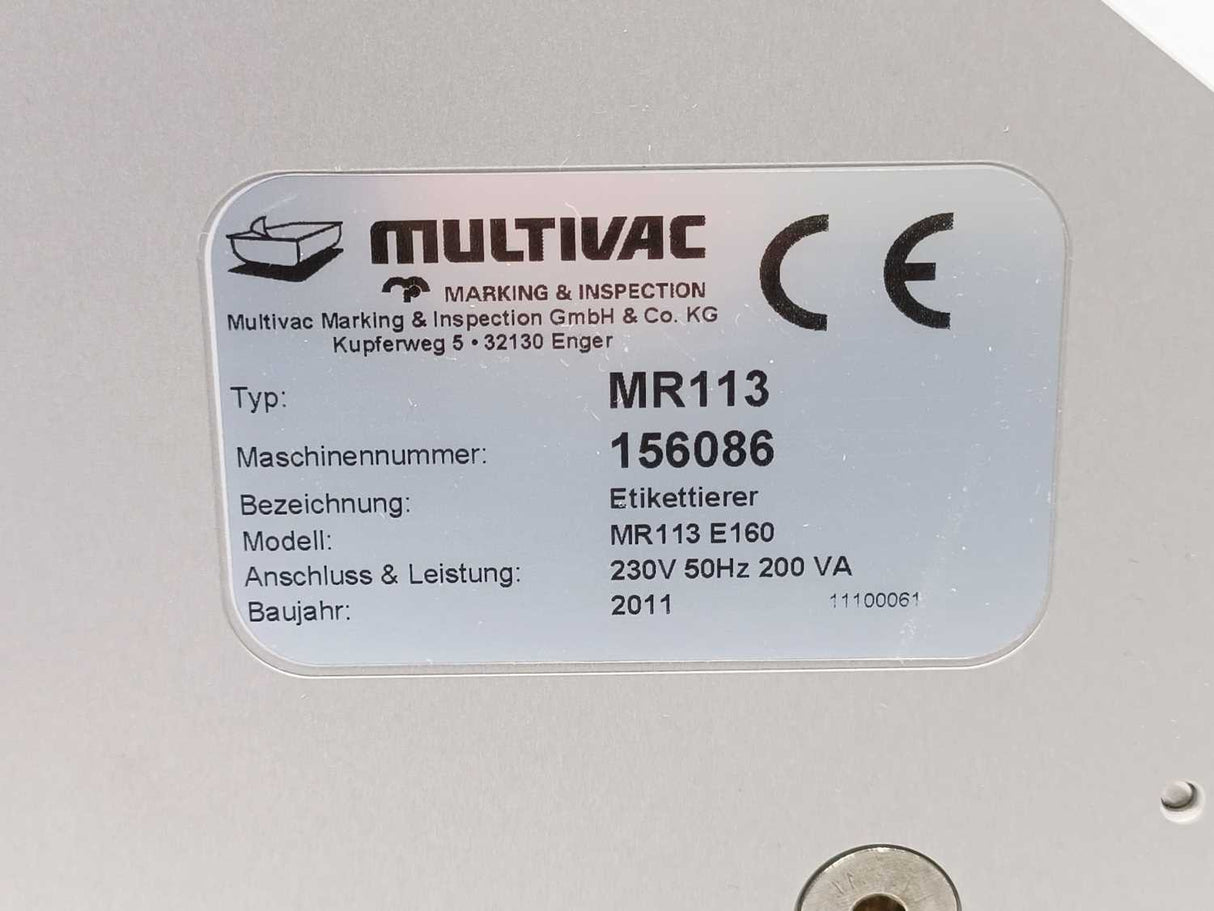 MULTIVAC CE
MARKING & INSPECTION
Multivac Marking & Inspection GmbH & Co. KG
Kupferweg 5 • 32130 Enger
Typ: MR113
Maschinennummer: 156086
Bezeichnung: Etikettierer
Modell: MR113 E160
Anschluss & Leistung: 230V 50Hz 200 VA
Baujahr: 2011 11100061